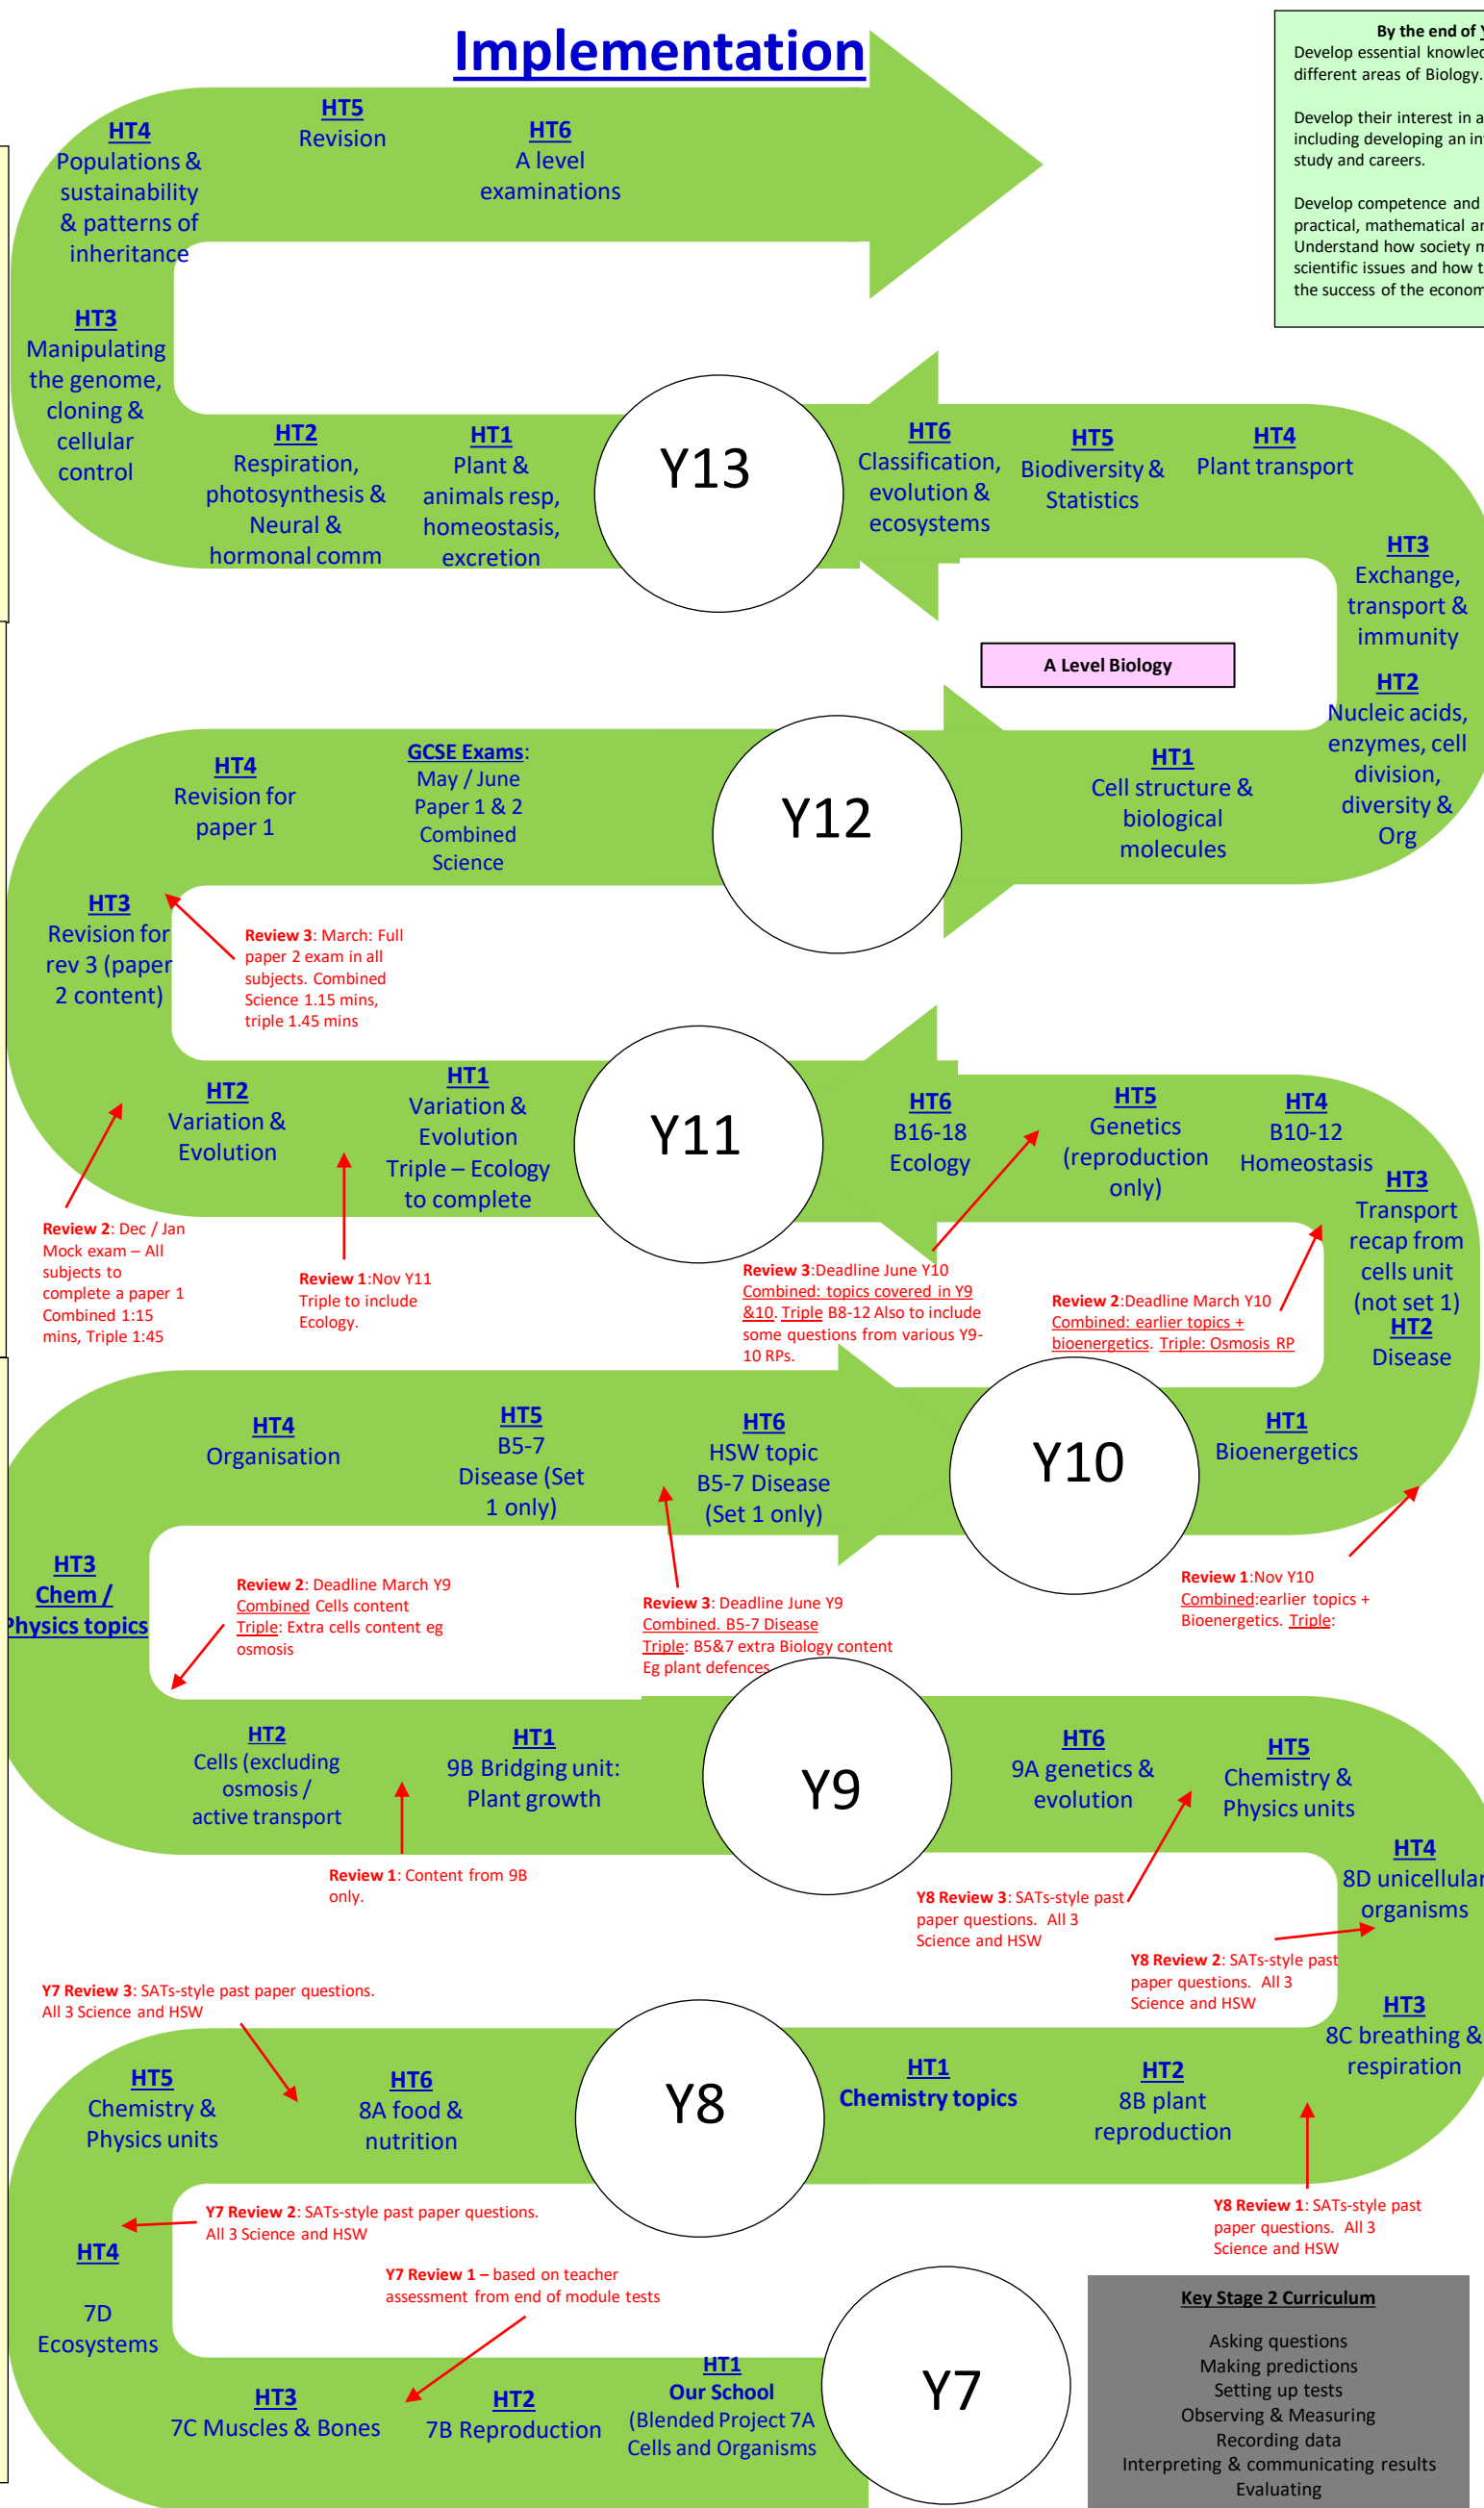 Implementation
By the end of
Develop essential
different areas of Biology.
Develop their interest in a
including developing an
study and careers.
Develop competence and
practical, mathematical
Understand how society
scientific issues and how
the success of the
HT4
Populations &
sustainability
& patterns of
inheritance
HT5
Revision
HT6
A level
examinations
HT3
Manipulating
the genome,
cloning &
cellular
control
HT2
Respiration,
photosynthesis &
Neural &
hormonal comm
HT1
Plant &
animals resp,
homeostasis,
excretion
Y13
HT6
Classification,
evolution &
ecosystems
HT5
Biodiversity &
Statistics
HT4
Plant transport
HT3
Exchange,
transport &
immunity
A Level Biology
HT2
Nucleic acids,
enzymes, cell
division,
diversity &
Org
HT4
Revision for
paper 1
GCSE Exams:
May / June
Paper 1 & 2
Combined
Science
Y12
HT1
Cell structure &
biological
molecules
HT3
Revision for
rev 3 (paper
2 content)
Review 3: March: Full
paper 2 exam in all
subjects. Combined
Science 1.15 mins,
triple 1.45 mins
HT2
Variation &
Evolution
HT1
Variation &
Evolution
Triple – Ecology
to complete
Y11
HT6
B16-18
Ecology
HT5
Genetics
(reproduction
only)
HT4
B10-12
Homeostasis
HT3
Transport
recap from
cells unit
(not set 1)
HT2
Disease
Review 2: Dec / Jan
Mock exam – All
subjects to
complete a paper 1
Combined 1:15
mins, Triple 1:45
Review 1:Nov Y11
Triple to include
Ecology.
Review 3:Deadline June Y10
Combined: topics covered in Y9
&10. Triple B8-12 Also to include
some questions from various Y9-
10 RPs.
Review 2:Deadline March Y10
Combined: earlier topics +
bioenergetics. Triple: Osmosis RP
HT4
Organisation
HT5
B5-7
Disease (Set
1 only)
HT6
HSW topic
B5-7 Disease
(Set 1 only)
Y10
HT1
Bioenergetics
HT3
Chem /
Physics topics
Review 2: Deadline March Y9
Combined Cells content
Triple: Extra cells content eg
osmosis
Review 3: Deadline June Y9
Combined. B5-7 Disease
Triple: B5&7 extra Biology content
Eg plant defences
Review 1:Nov Y10
Combined:earlier topics +
Bioenergetics. Triple:
HT2
Cells (excluding
osmosis /
active transport
HT1
9B Bridging unit:
Plant growth
Y9
HT6
9A genetics &
evolution
HT5
Chemistry &
Physics units
HT4
8D unicellular
organisms
Review 1: Content from 9B
only.
Y8 Review 3: SATs-style past
paper questions. All 3
Science and HSW
Y8 Review 2: SATs-style past
paper questions. All 3
Science and HSW
Y7 Review 3: SATs-style past paper questions.
All 3 Science and HSW
HT3
8C breathing &
respiration
HT5
Chemistry &
Physics units
HT6
8A food &
nutrition
Y8
HT1
Chemistry topics
HT2
8B plant
reproduction
Y7 Review 2: SATs-style past paper questions.
All 3 Science and HSW
Y8 Review 1: SATs-style past
paper questions. All 3
Science and HSW
HT4
7D
Ecosystems
Y7 Review 1 – based on teacher
assessment from end of module tests
HT3
7C Muscles & Bones
HT2
7B Reproduction
HT1
Our School
(Blended Project 7A
Cells and Organisms
Y7
Key Stage 2 Curriculum
Asking questions
Making predictions
Setting up tests
Observing & Measuring
Recording data
Interpreting & communicating results
Evaluating